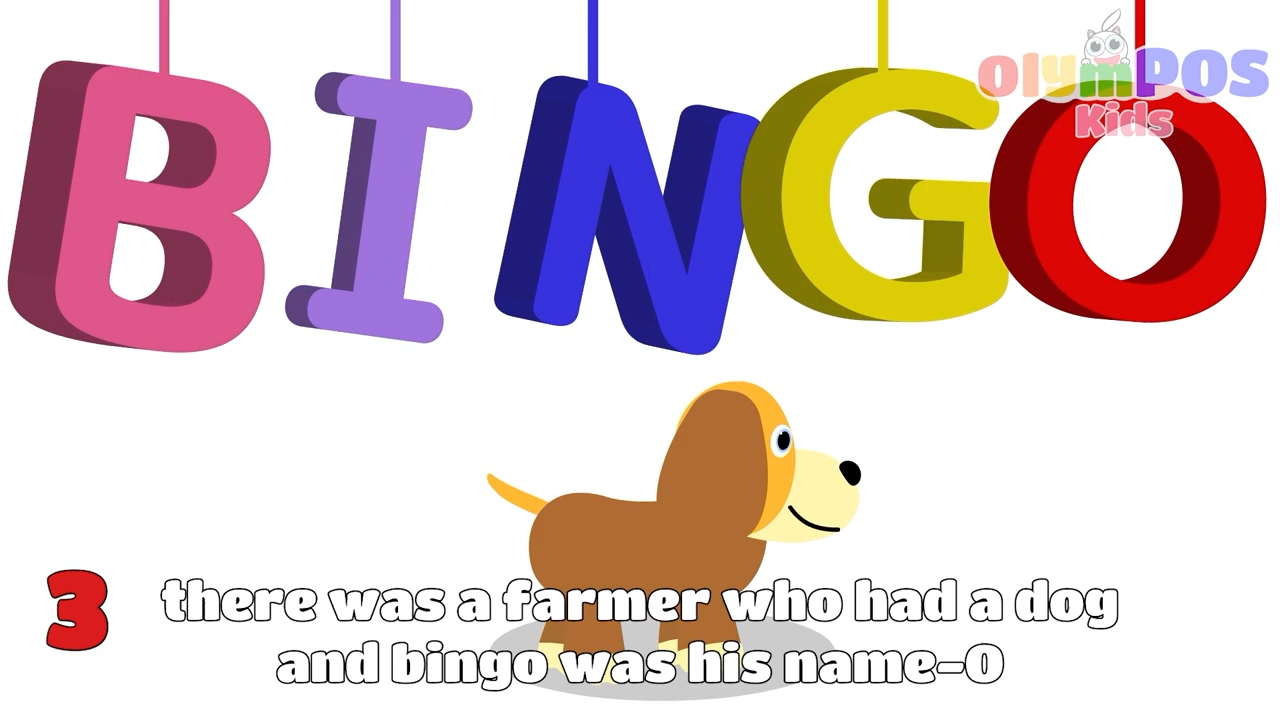 BINGO
OlymPOS
Kids
3
there was a farmer who had a dog
and bingo was his name-O